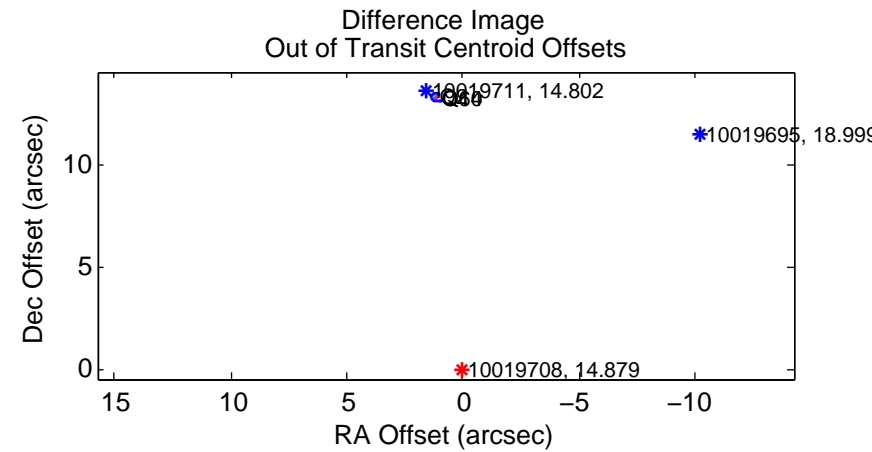 Difference Image
Out of Transit Centroid Offsets
10019711, 14.802
10019695, 18.999
10
Dec Offset (arcsec)
5
0
10019708, 14.879
15 10 5 0 −5 −10
RA Offset (arcsec)